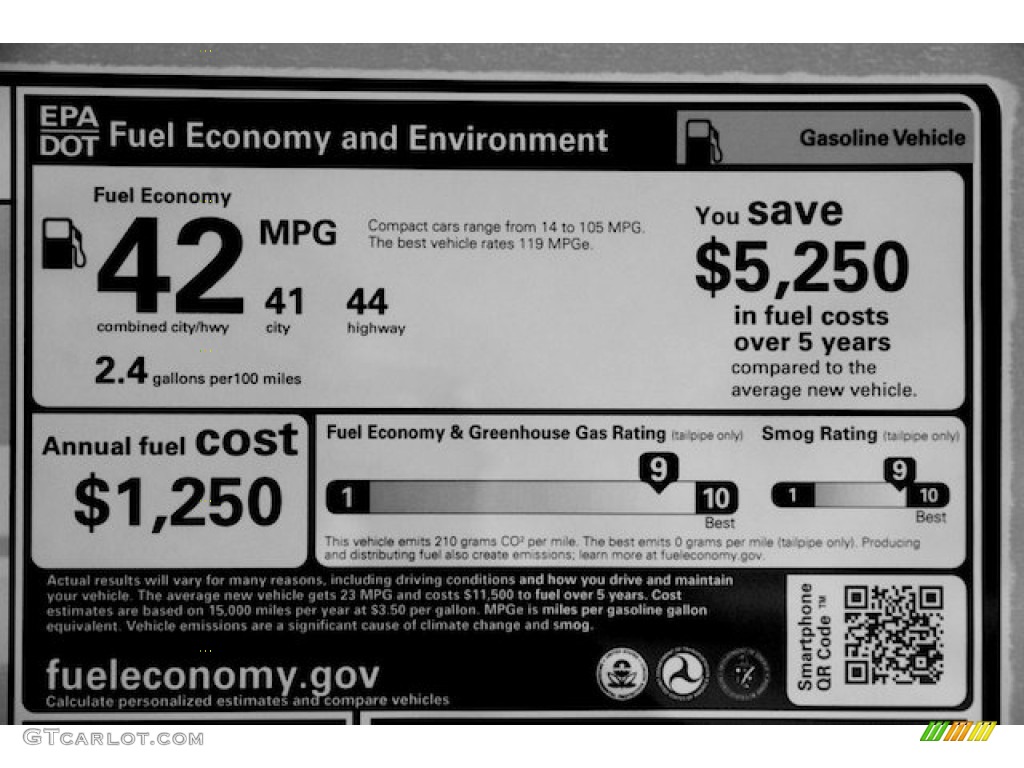 EPA
DOT
Fuel Economy and Environment
Gasoline Vehicle
Fuel Economy
42 MPG
combined city/hwy
41
city
44
highway
Compact cars range from 14 to 105 MPG.
The best vehicle rates 119 MPGe.
2.4 gallons per100 miles
You save
$5,250
in fuel costs
over 5 years
compared to the
average new vehicle.
Annual fuel cost
$1,250
Fuel Economy & Greenhouse Gas Rating (tailpipe only)
1
9
10
Best
Smog Rating (tailpipe only)
1
9
10
Best
This vehicle emits 210 grams CO² per mile. The best emits 0 grams per mile (tailpipe only). Producing
and distributing fuel also create emissions; learn more at fueleconomy.gov.
Actual results will vary for many reasons, including driving conditions and how you drive and maintain
your vehicle. The average new vehicle gets 23 MPG and costs $11,500 to fuel over 5 years. Cost
estimates are based on 15,000 miles per year at $3.50 per gallon. MPGe is miles per gasoline gallon
equivalent. Vehicle emissions are a significant cause of climate change and smog.
fueleconomy.gov
Calculate personalized estimates and compare vehicles
Smartphone
QR Code ™
GTCARLOT.COM